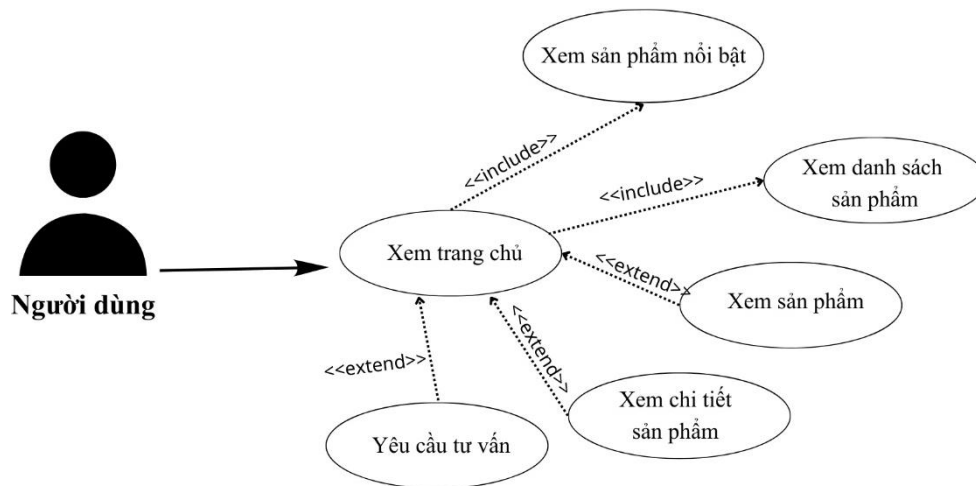 Xem sản phẩm nổi bật
<<include>>
Xem danh sách
sản phẩm
<<include>>
Xem trang chủ
<<extend>>
Xem sản phẩm
Người dùng
<<extend>>
<<extend>>
Xem chi tiết
sản phẩm
Yêu cầu tư vấn